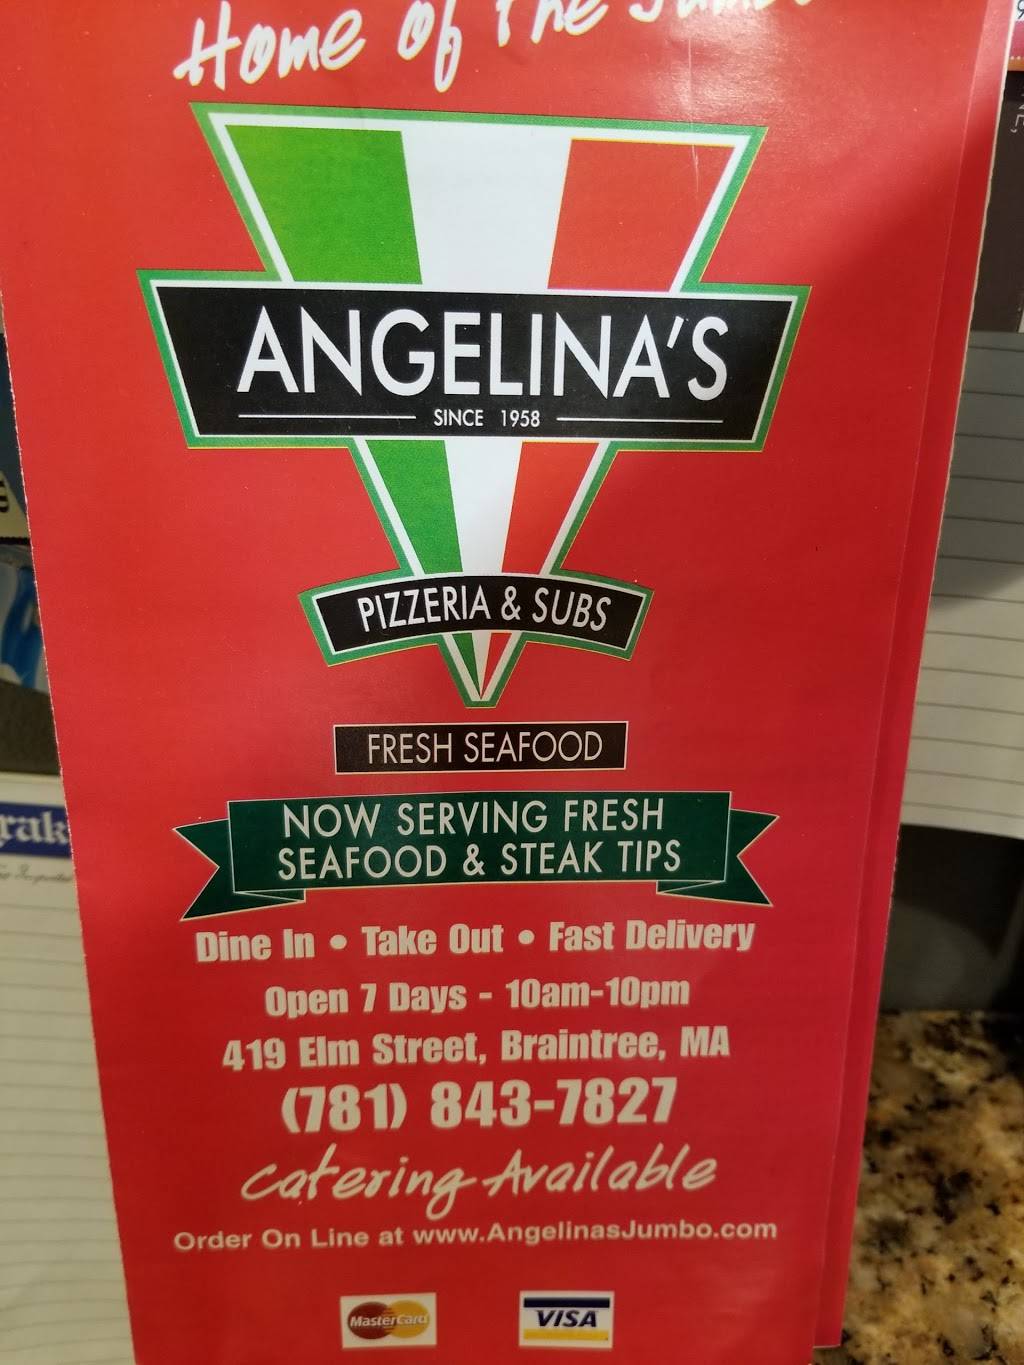 Home of The
ANGELINA'S
SINCE 1958
PIZZERIA & SUBS
FRESH SEAFOOD
NOW SERVING FRESH
SEAFOOD & STEAK TIPS
Dine In • Take Out • Fast Delivery
Open 7 Days - 10am-10pm
419 Elm Street, Braintree, MA
(781) 843-7827
Catering Available
Order On Line at www.AngelinasJumbo.com
MasterCard
VISA